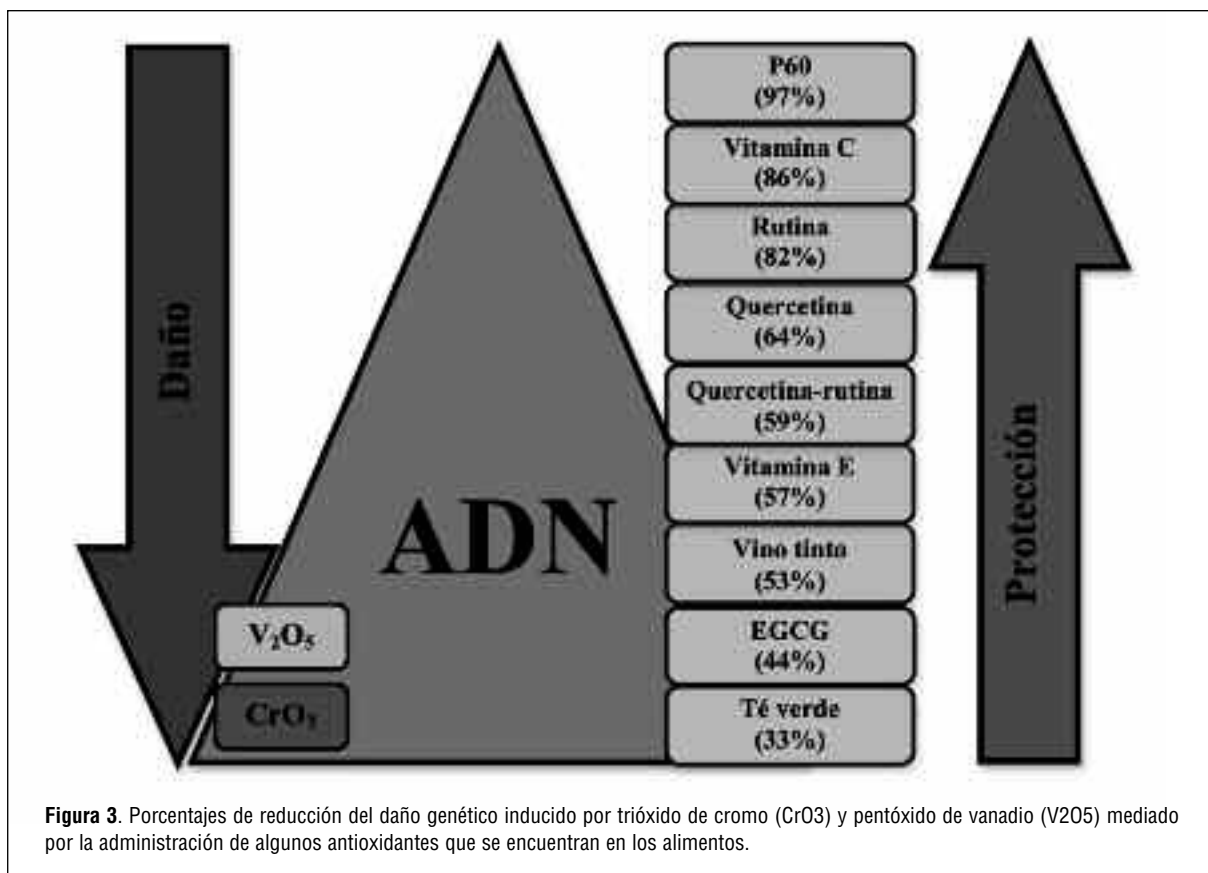 Daño
V₂O₅
CrO₃
ADN
P60
(97%)
Vitamina C
(86%)
Rutina
(82%)
Quercetina
(64%)
Quercetina-rutina
(59%)
Vitamina E
(57%)
Vino tinto
(53%)
EGCG
(44%)
Té verde
(33%)
Protección
Figura 3. Porcentajes de reducción del daño genético inducido por trióxido de cromo (CrO3) y pentóxido de vanadio (V2O5) mediado
por la administración de algunos antioxidantes que se encuentran en los alimentos.